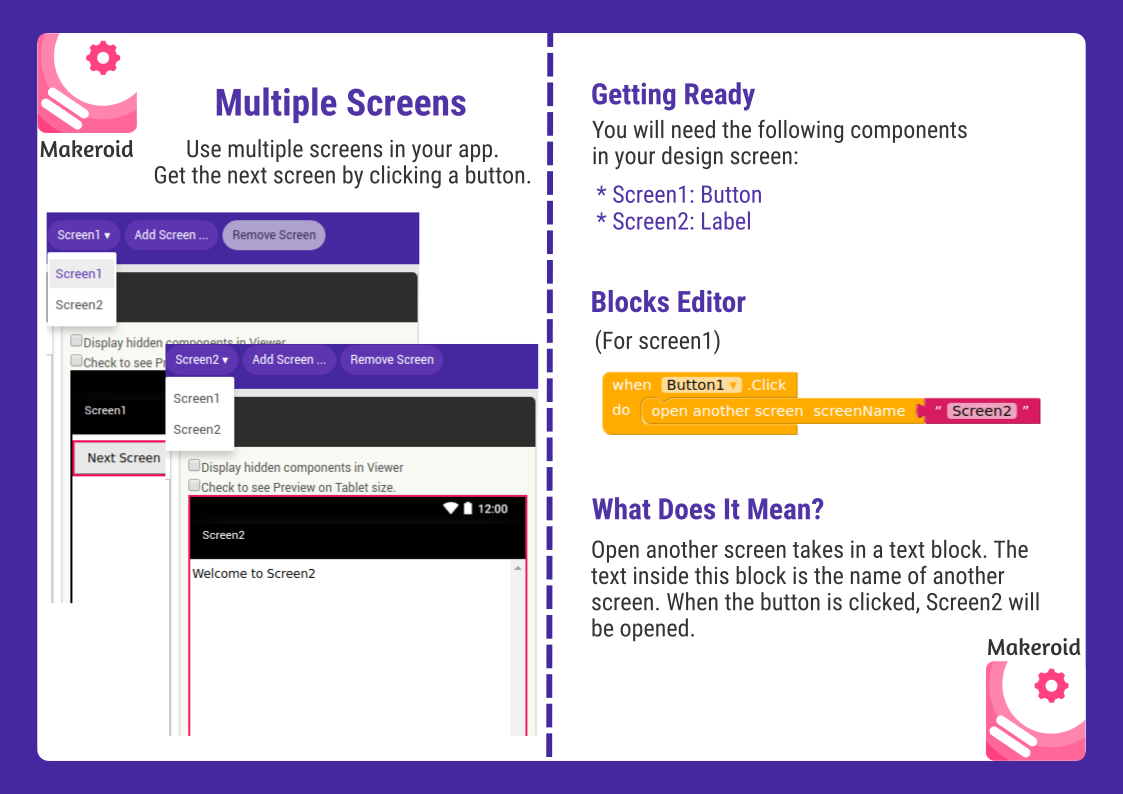 Makeroid
Multiple Screens
Use multiple screens in your app.
Get the next screen by clicking a button.
Screen1 ▾ Add Screen ... Remove Screen
Screen1
Screen2
Display hidden components in Viewer
Check to see Pr
Screen1
Next Screen
Screen2 ▾ Add Screen ... Remove Screen
Screen1
Screen2
Display hidden components in Viewer
Check to see Preview on Tablet size.
12:00
Screen2
Welcome to Screen2
Getting Ready
You will need the following components
in your design screen:
* Screen1: Button
* Screen2: Label
Blocks Editor
(For screen1)
when Button1 ▾ .Click
do open another screen screenName " Screen2 "
What Does It Mean?
Open another screen takes in a text block. The
text inside this block is the name of another
screen. When the button is clicked, Screen2 will
be opened.
Makeroid